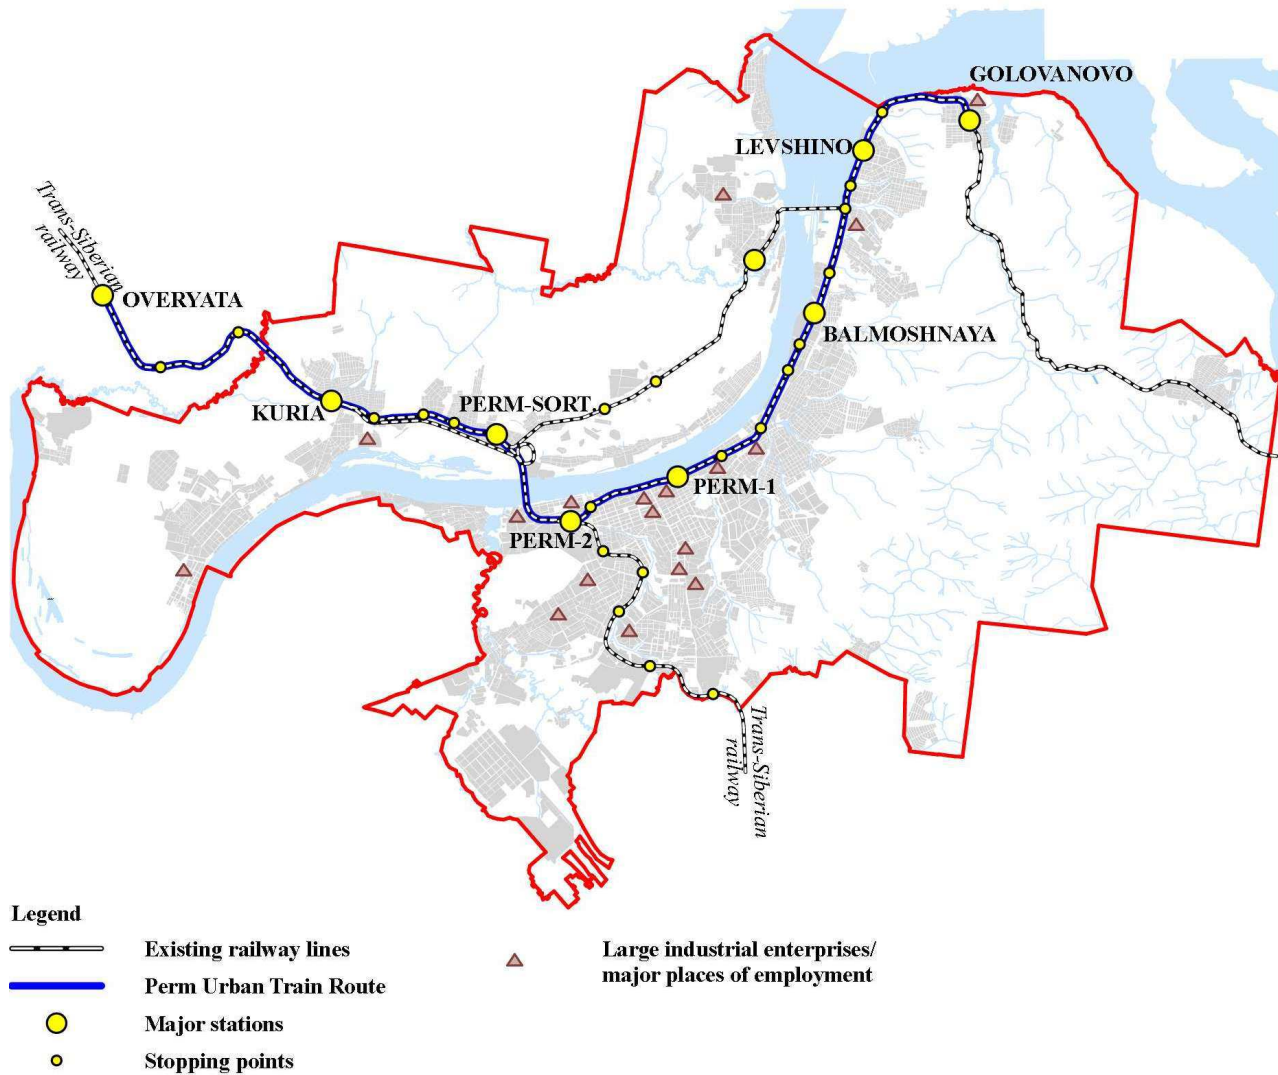 GOLOVANOVO
LEVSHINO
Trans-Siberian
railway
OVERYATA
BALMOSHNAYA
KURIA
PERM-SORT.
PERM-1
PERM-2
Trans-Siberian
railway
Legend
Existing railway lines
Perm Urban Train Route
Major stations
Stopping points
Large industrial enterprises/
major places of employment